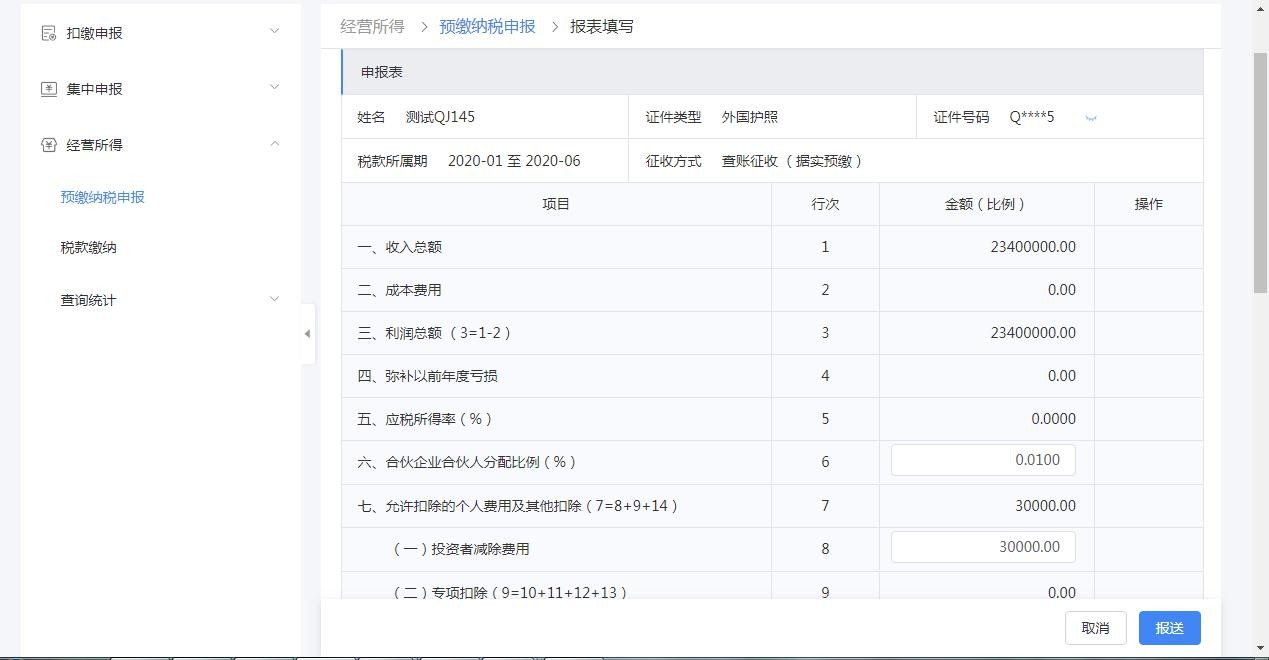 扣缴申报
集中申报
经营所得
预缴纳税申报
税款缴纳
查询统计
经营所得 > 预缴纳税申报 > 报表填写
申报表
姓名 测试QJ145 证件类型 外国护照 证件号码 Q****5
税款所属期 2020-01 至 2020-06 征收方式 查账征收（据实预缴）
项目 行次 金额（比例） 操作
一、收入总额 1 23400000.00
二、成本费用 2 0.00
三、利润总额（3=1-2） 3 23400000.00
四、弥补以前年度亏损 4 0.00
五、应税所得率（%） 5 0.0000
六、合伙企业合伙人分配比例（%） 6 0.0100
七、允许扣除的个人费用及其他扣除（7=8+9+14） 7 30000.00
（一）投资者减除费用 8 30000.00
（二）专项扣除（9=10+11+12+13） 9 0.00
取消 报送